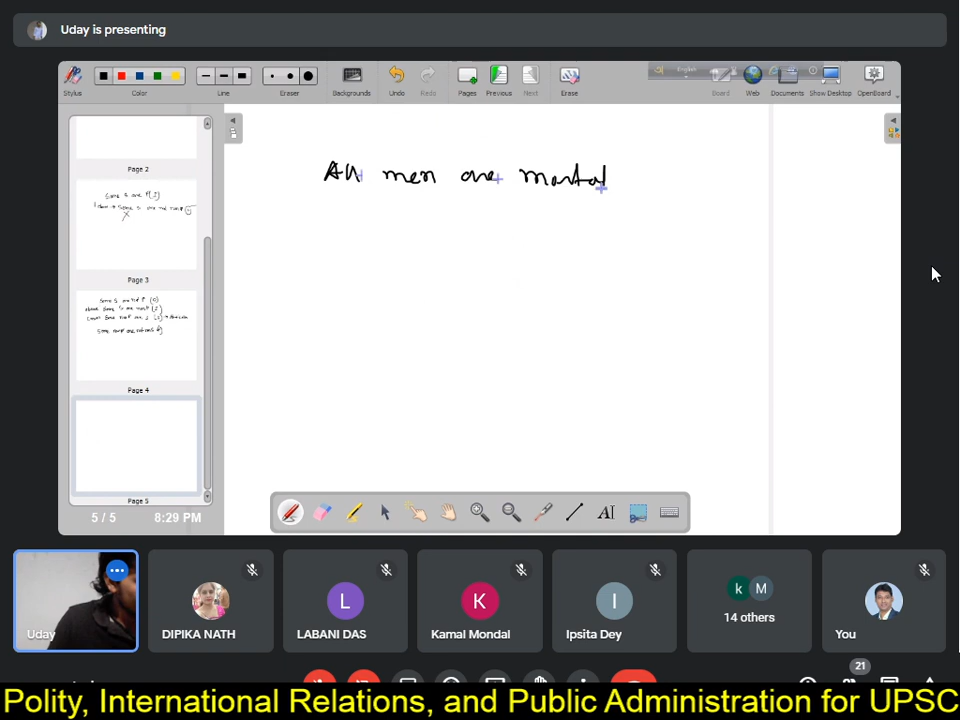 Uday is presenting
Stylus
Color
Line
Eraser
Backgrounds
Undo
Redo
Pages
Previous
Next
Erase
English
Board
Web
Documents
Show Desktop
OpenBoard
Page 2
Some S are P
Page 3
Page 4
Page 5
5 / 5 8:29 PM
All men are mortal
Uday
DIPIKA NATH
L
LABANI DAS
K
Kamal Mondal
I
Ipsita Dey
k M
14 others
You
21
Polity, International Relations, and Public Administration for UPSC